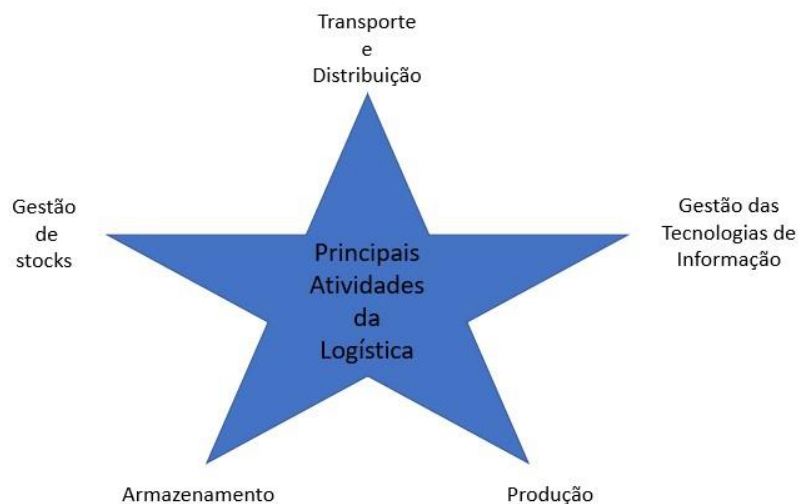 Transporte
e
Distribuição
Gestão
de
stocks
Gestão das
Tecnologias de
Informação
Principais
Atividades
da
Logística
Armazenamento
Produção